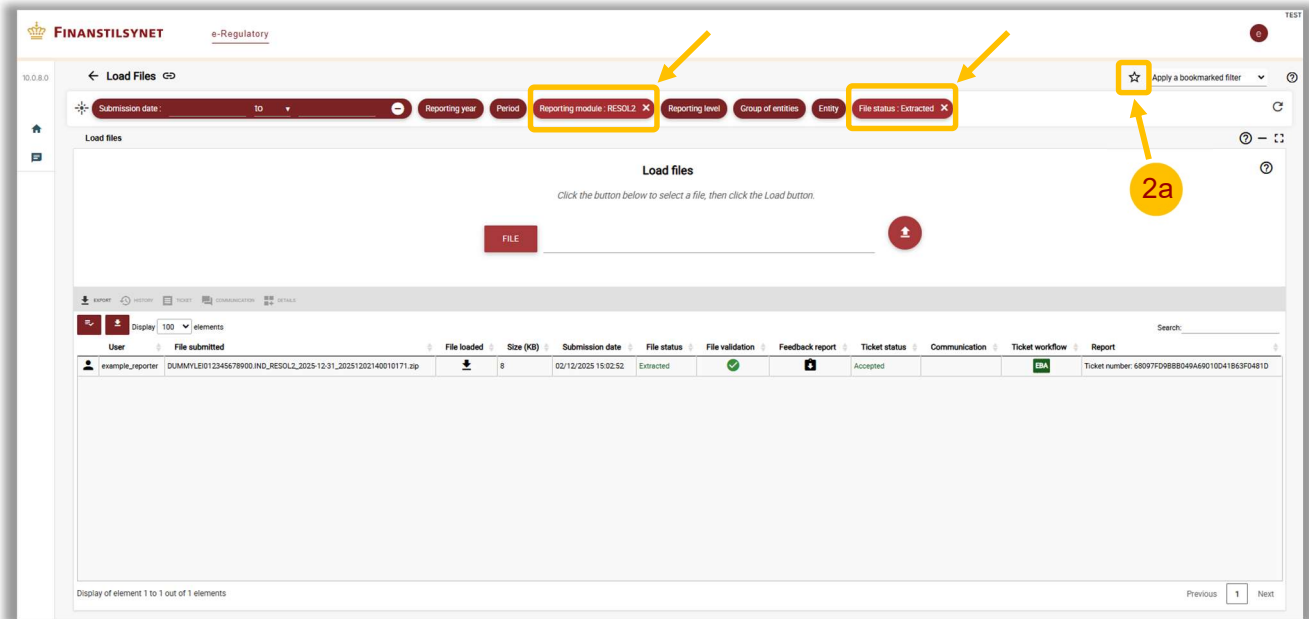 TEST
FINANSTILSYNET
e-Regulatory
e
10.0.8.0
Load Files
Apply a bookmarked filter
Submission date :
to
Reporting year
Period
Reporting module : RESOL2
Reporting level
Group of entities
Entity
File status : Extracted
Load files
Load files
Click the button below to select a file, then click the Load button.
2a
FILE
EXPORT HISTORY TICKET COMMUNICATION DETAILS
Display 100 elements
Search:
User File submitted File loaded Size (KB) Submission date File status File validation Feedback report Ticket status Communication Ticket workflow Report
example_reporter DUMMYLEI012345678900.IND_RESOL2_2025-12-31_20251202140010171.zip 8 02/12/2025 15:02:52 Extracted Accepted EBA Ticket number: 68097FD9BBB049A69010D41B63F0481D
Display of element 1 to 1 out of 1 elements
Previous 1 Next